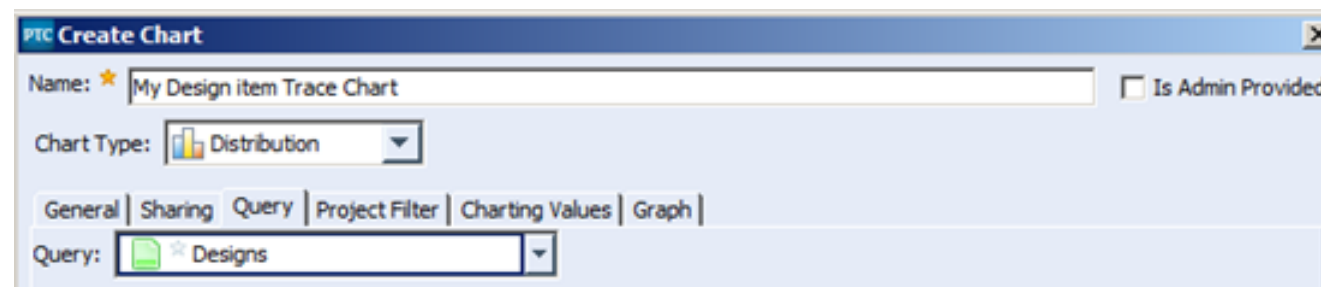 PTC Create Chart
Name: My Design item Trace Chart Is Admin Provided
Chart Type: Distribution
General Sharing Query Project Filter Charting Values Graph
Query: Designs